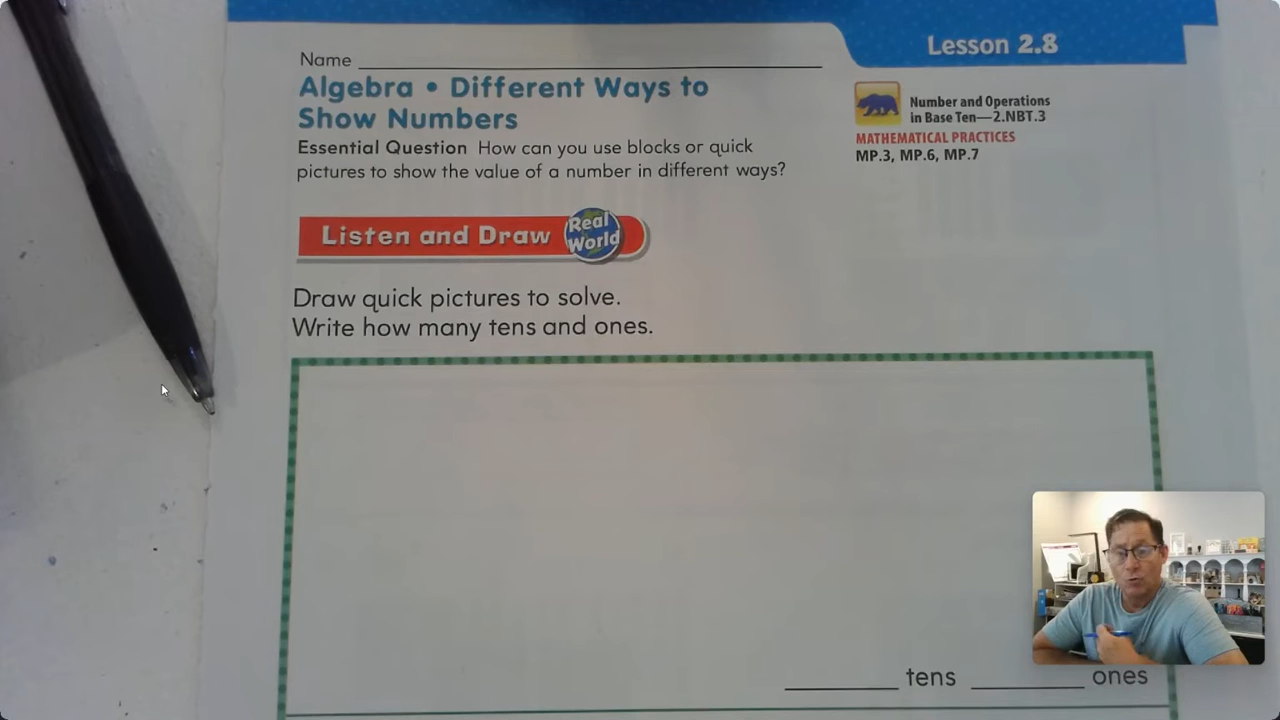 Lesson 2.8
Name
Algebra • Different Ways to
Show Numbers
Essential Question How can you use blocks or quick
pictures to show the value of a number in different ways?
Number and Operations
in Base Ten—2.NBT.3
MATHEMATICAL PRACTICES
MP.3, MP.6, MP.7
Listen and Draw Real World
Draw quick pictures to solve.
Write how many tens and ones.
tens ones